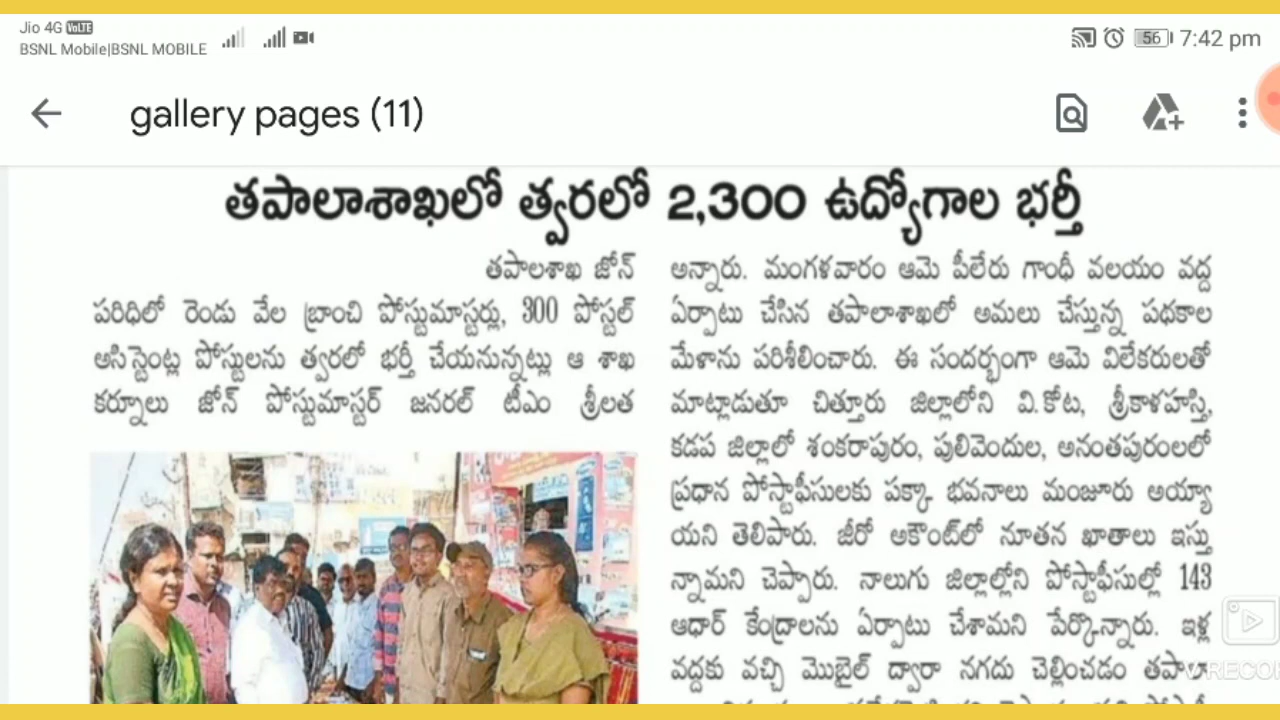 Jio 4G VoLTE
BSNL Mobile|BSNL MOBILE
56
7:42 pm
gallery pages (11)
తపాలాశాఖలో త్వరలో 2,300 ఉద్యోగాల భర్తీ
తపాలశాఖ జోన్
పరిధిలో రెండు వేల బ్రాంచి పోస్టుమాస్టర్లు, 300 పోస్టల్
అసిస్టెంట్ల పోస్టులను త్వరలో భర్తీ చేయనున్నట్లు ఆ శాఖ
కర్నూలు జోన్ పోస్టుమాస్టర్ జనరల్ టీఎం శ్రీలత
అన్నారు. మంగళవారం ఆమె పీలేరు గాంధీ వలయం వద్ద
ఏర్పాటు చేసిన తపాలాశాఖలో అమలు చేస్తున్న పథకాల
మేళాను పరిశీలించారు. ఈ సందర్భంగా ఆమె విలేకరులతో
మాట్లాడుతూ చిత్తూరు జిల్లాలోని వి.కోట, శ్రీకాళహస్తి,
కడప జిల్లాలో శంకరాపురం, పులివెందుల, అనంతపురంలలో
ప్రధాన పోస్టాఫీసులకు పక్కా భవనాలు మంజూరు అయ్యా
యని తెలిపారు. జీరో అకౌంట్‌లో నూతన ఖాతాలు ఇస్తు
న్నామని చెప్పారు. నాలుగు జిల్లాల్లోని పోస్టాఫీసుల్లో 143
ఆధార్ కేంద్రాలను ఏర్పాటు చేశామని పేర్కొన్నారు. ఇళ్ల
వద్దకు వచ్చి మొబైల్ ద్వారా నగదు చెల్లించడం తపాలా